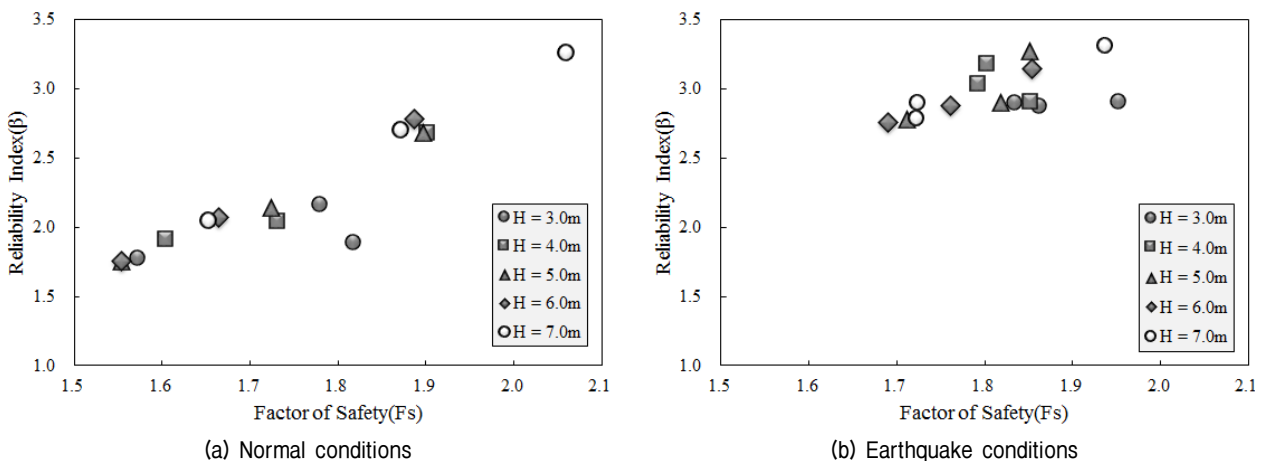 3.5
3.0
2.5
2.0
1.5
1.0
Reliability Index(β)
1.5 1.6 1.7 1.8 1.9 2.0 2.1
Factor of Safety(Fs)
H = 3.0m
H = 4.0m
H = 5.0m
H = 6.0m
H = 7.0m
(a) Normal conditions
3.5
3.0
2.5
2.0
1.5
1.0
Reliability Index(β)
1.5 1.6 1.7 1.8 1.9 2.0 2.1
Factor of Safety(Fs)
H = 3.0m
H = 4.0m
H = 5.0m
H = 6.0m
H = 7.0m
(b) Earthquake conditions